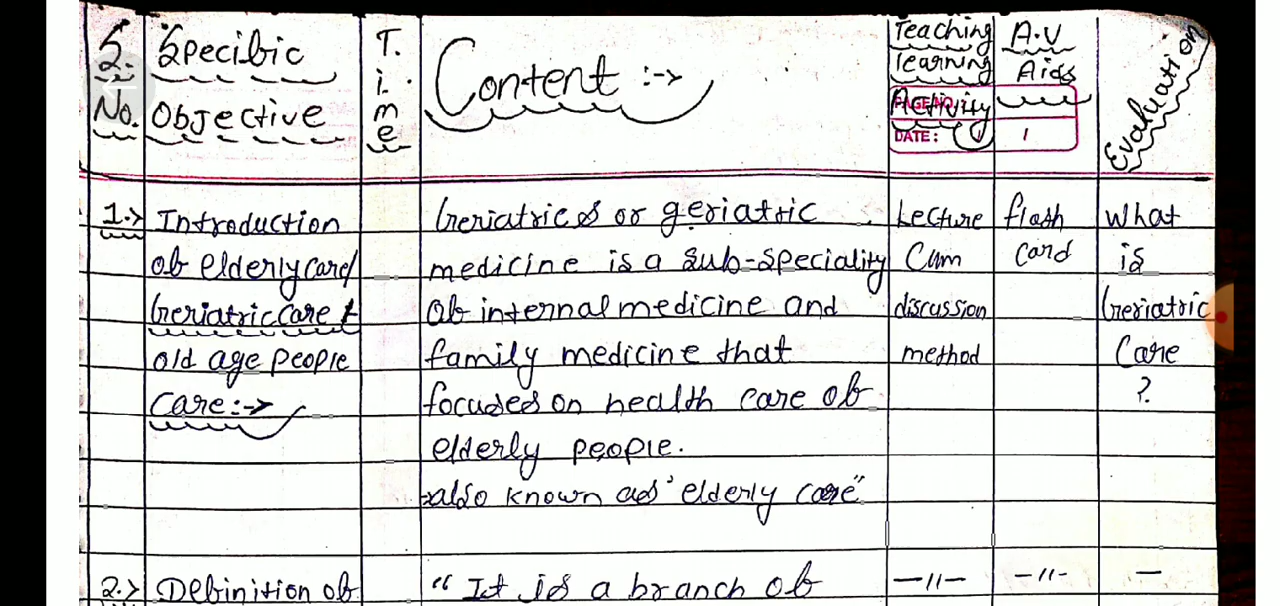 S. No.
Specific Objective
Time
Content :->
Teaching Learning Activity
A.V Aids
Evaluation
PAGE NO
DATE:
1.>
Introduction
of elderly care/
Geriatric care /
old age people
care:->
Geriatrics or geriatric
medicine is a sub-speciality
of internal medicine and
family medicine that
focused on health care of
elderly people.
=also known as 'elderly care"
Lecture
Cum
discussion
method
flash
card
What
is
Geriatric
Care
?
2.>
Definition of
"It is a branch of
—11—
—11—
—